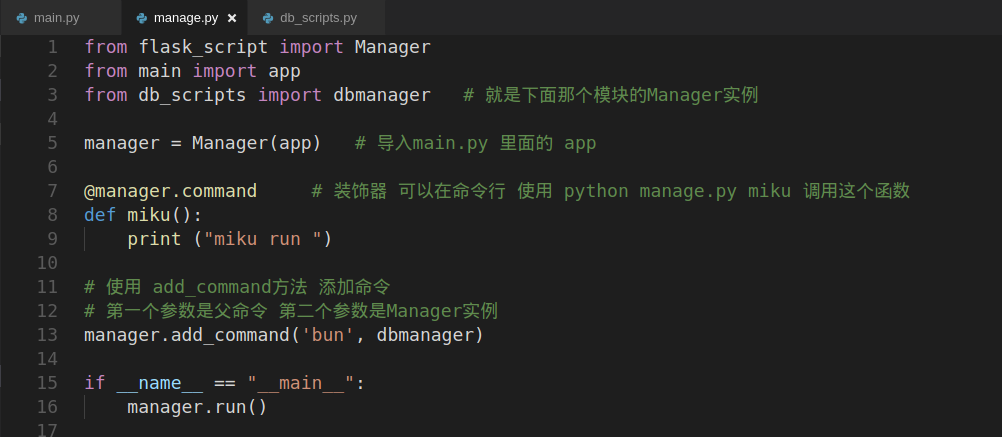 main.py manage.py × db_scripts.py
1 from flask_script import Manager
2 from main import app
3 from db_scripts import dbmanager   # 就是下面那个模块的Manager实例
4
5 manager = Manager(app)   # 导入main.py 里面的 app
6
7 @manager.command     # 装饰器 可以在命令行 使用 python manage.py miku 调用这个函数
8 def miku():
9     print ("miku run ")
10
11 # 使用 add_command方法 添加命令
12 # 第一个参数是父命令 第二个参数是Manager实例
13 manager.add_command('bun', dbmanager)
14
15 if __name__ == "__main__":
16     manager.run()
17